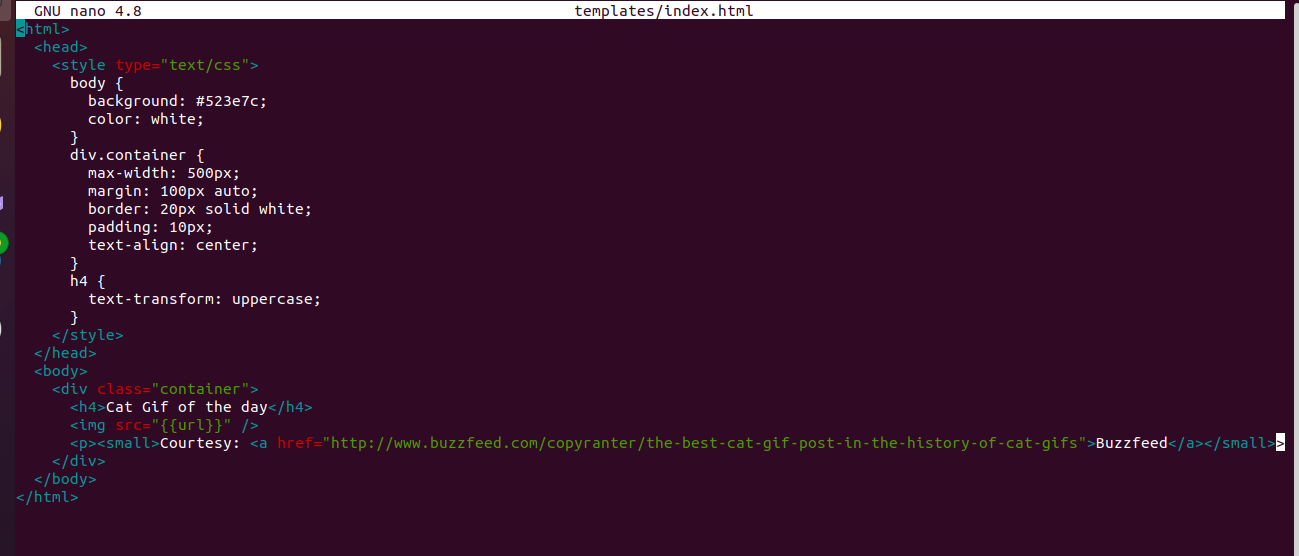 GNU nano 4.8 templates/index.html
<html>
  <head>
    <style type="text/css">
      body {
        background: #523e7c;
        color: white;
      }
      div.container {
        max-width: 500px;
        margin: 100px auto;
        border: 20px solid white;
        padding: 10px;
        text-align: center;
      }
      h4 {
        text-transform: uppercase;
      }
    </style>
  </head>
  <body>
    <div class="container">
      <h4>Cat Gif of the day</h4>
      <img src="{{url}}" />
      <p><small>Courtesy: <a href="http://www.buzzfeed.com/copyranter/the-best-cat-gif-post-in-the-history-of-cat-gifs">Buzzfeed</a></small>>
    </div>
  </body>
</html>